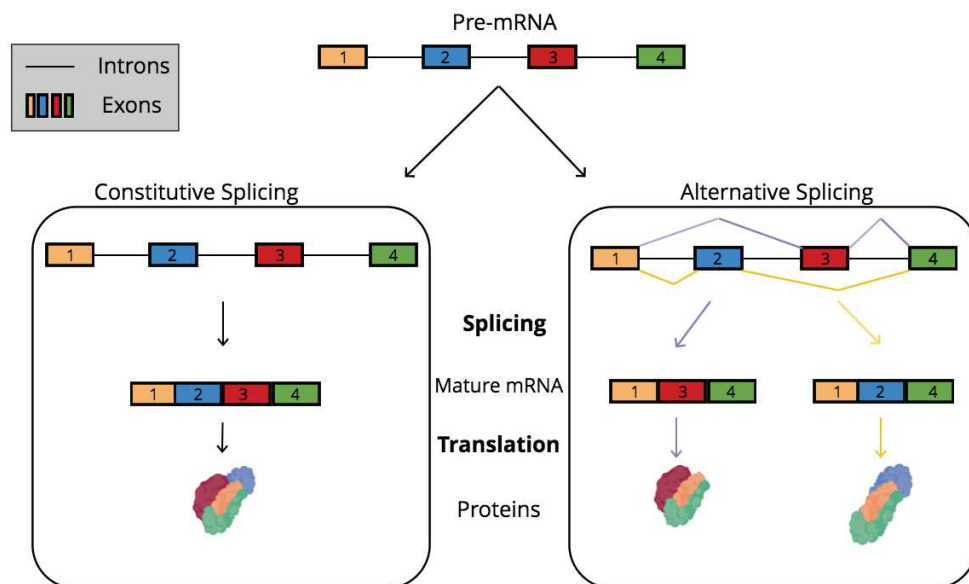 Pre-mRNA
1 2 3 4
Introns
Exons
Constitutive Splicing
Alternative Splicing
1 2 3 4
1 2 3 4
Splicing
Mature mRNA
1 2 3 4
1 3 4
1 2 4
Translation
Proteins